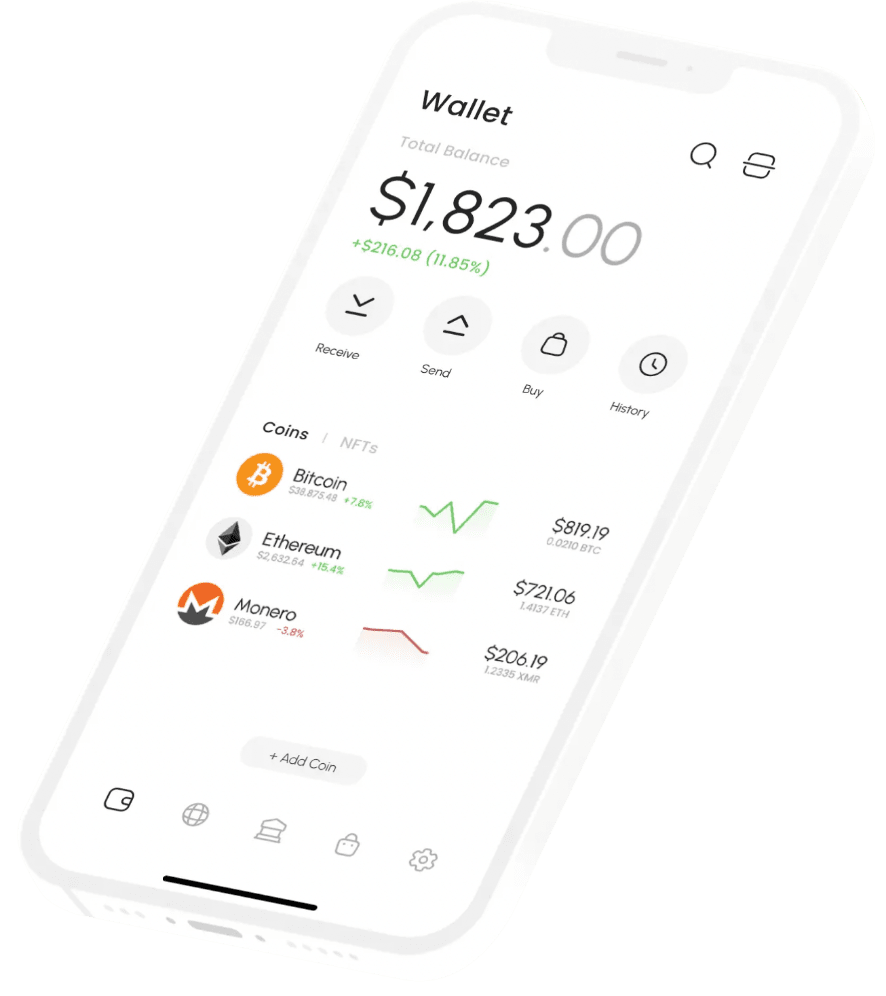 Wallet
Total Balance
$1,823.00
+$216.08 (11.85%)
Receive
Send
Buy
History
Coins / NFTs
Bitcoin
$38,875.48 +7.8%
$819.19
0.0210 BTC
Ethereum
$2,632.64 +15.4%
$721.06
1.4137 ETH
Monero
$166.97 -3.8%
$206.19
1.2335 XMR
+ Add Coin